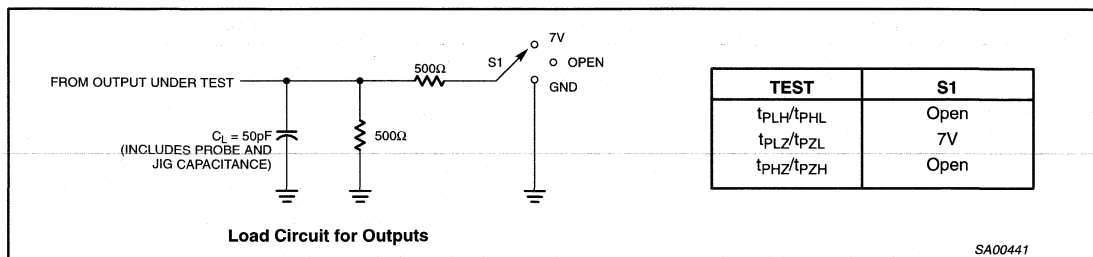 7V
S1
OPEN
500Ω
FROM OUTPUT UNDER TEST
GND
CL = 50pF
500Ω
(INCLUDES PROBE AND
JIG CAPACITANCE)
Load Circuit for Outputs
TEST S1
tPLH/tPHL Open
tPLZ/tPZL 7V
tPHZ/tPZH Open
SA00441